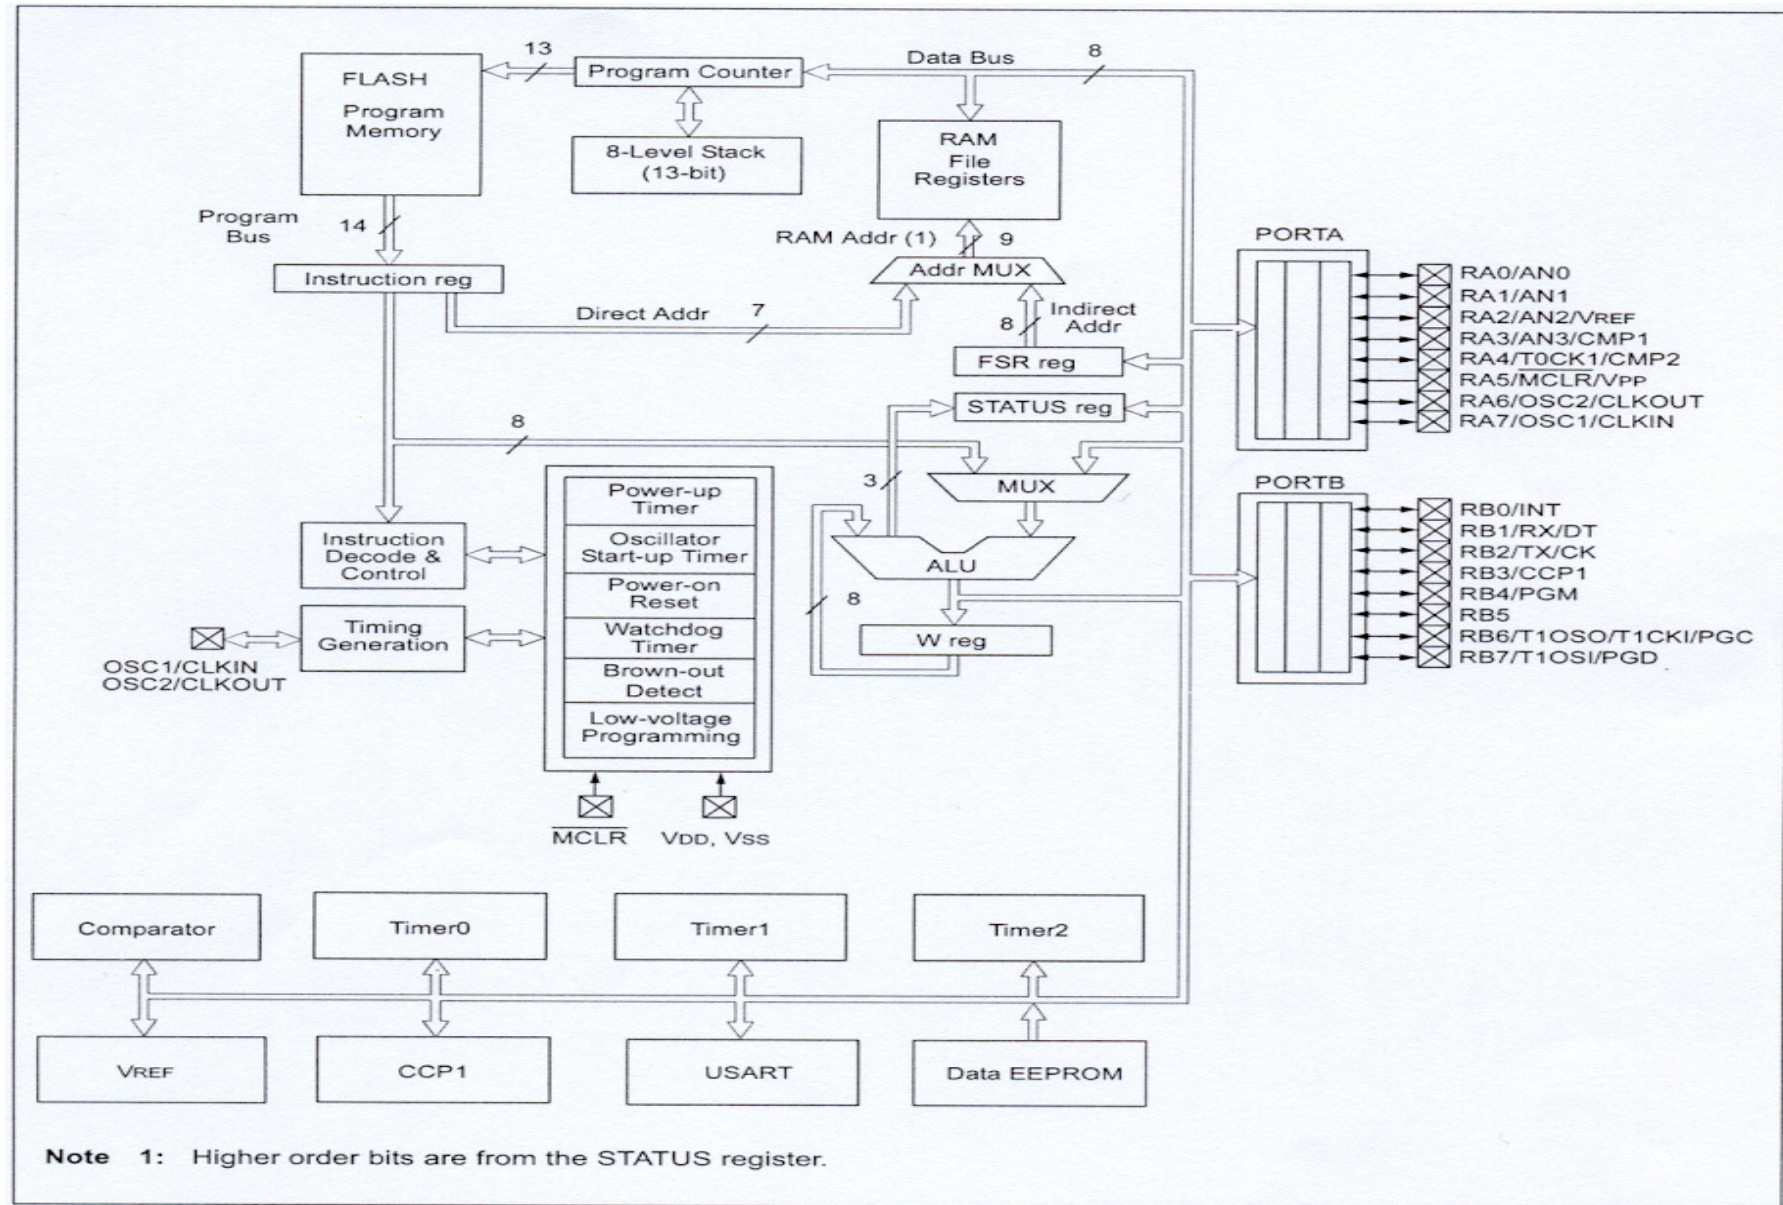 13
Data Bus
8
FLASH
Program
Memory
Program Counter
8-Level Stack
(13-bit)
RAM
File
Registers
Program
Bus
14
RAM Addr (1)
9
Addr MUX
Instruction reg
Direct Addr
7
8
Indirect
Addr
FSR reg
STATUS reg
8
3
MUX
ALU
8
W reg
Instruction
Decode &
Control
Timing
Generation
OSC1/CLKIN
OSC2/CLKOUT
Power-up
Timer
Oscillator
Start-up Timer
Power-on
Reset
Watchdog
Timer
Brown-out
Detect
Low-voltage
Programming
MCLR
VDD, VSS
PORTA
RA0/AN0
RA1/AN1
RA2/AN2/VREF
RA3/AN3/CMP1
RA4/T0CK1/CMP2
RA5/MCLR/VPP
RA6/OSC2/CLKOUT
RA7/OSC1/CLKIN
PORTB
RB0/INT
RB1/RX/DT
RB2/TX/CK
RB3/CCP1
RB4/PGM
RB5
RB6/T1OSO/T1CKI/PGC
RB7/T1OSI/PGD
Comparator
Timer0
Timer1
Timer2
VREF
CCP1
USART
Data EEPROM
Note 1: Higher order bits are from the STATUS register.